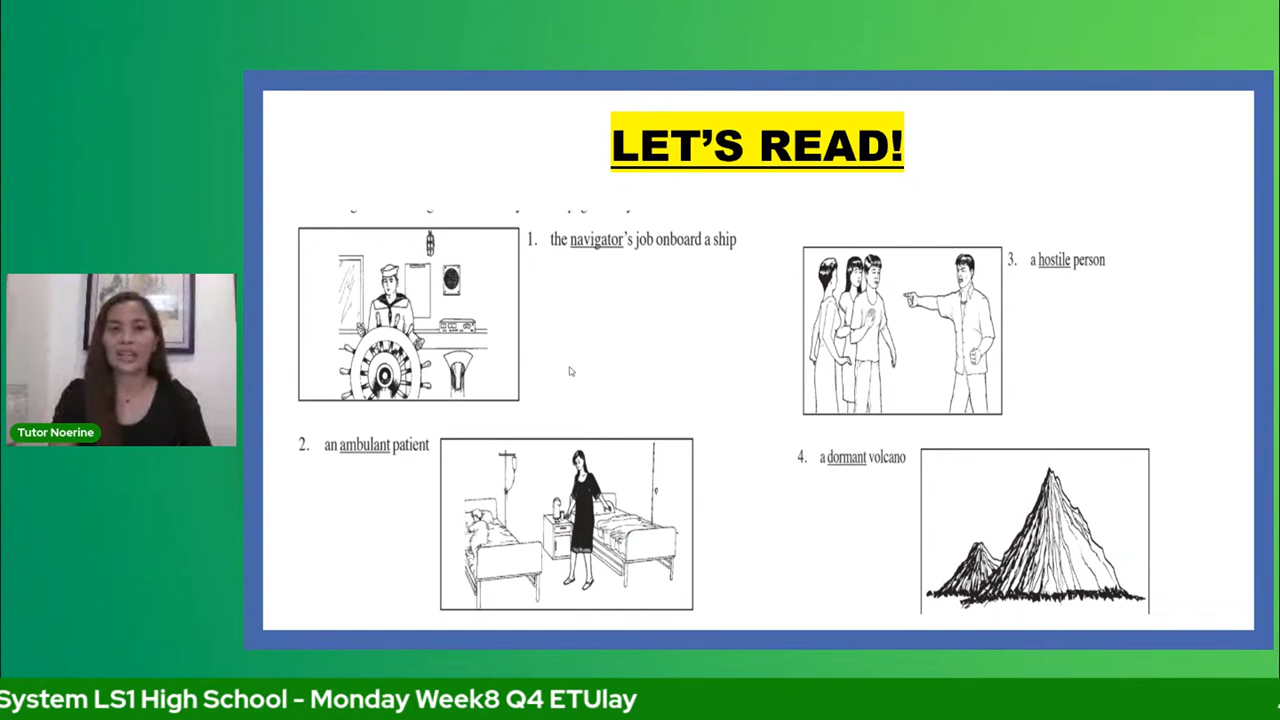 LET'S READ!
1. the navigator's job onboard a ship
3. a hostile person
Tutor Noerine
2. an ambulant patient
4. a dormant volcano
System LS1 High School - Monday Week8 Q4 ETUlay